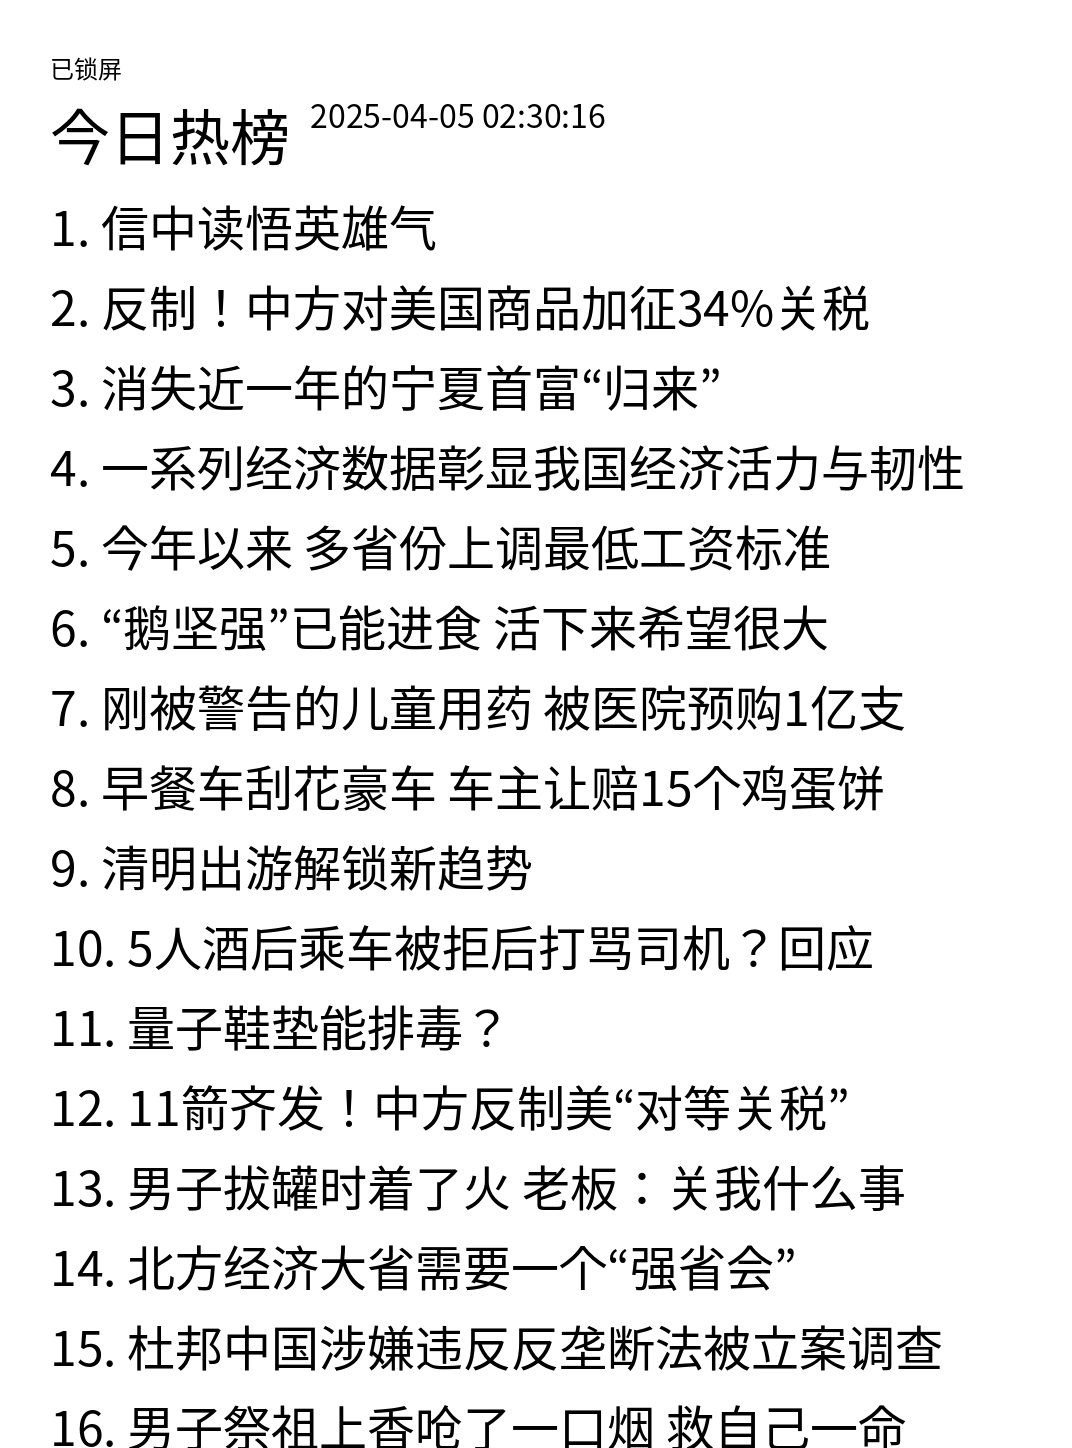 已锁屏
今日热榜 2025-04-05 02:30:16
1. 信中读悟英雄气
2. 反制！中方对美国商品加征34%关税
3. 消失近一年的宁夏首富“归来”
4. 一系列经济数据彰显我国经济活力与韧性
5. 今年以来 多省份上调最低工资标准
6. “鹅坚强”已能进食 活下来希望很大
7. 刚被警告的儿童用药 被医院预购1亿支
8. 早餐车刮花豪车 车主让赔15个鸡蛋饼
9. 清明出游解锁新趋势
10. 5人酒后乘车被拒后打骂司机？回应
11. 量子鞋垫能排毒？
12. 11箭齐发！中方反制美“对等关税”
13. 男子拔罐时着了火 老板：关我什么事
14. 北方经济大省需要一个“强省会”
15. 杜邦中国涉嫌违反反垄断法被立案调查
16. 男子祭祖上香呛了一口烟 救自己一命